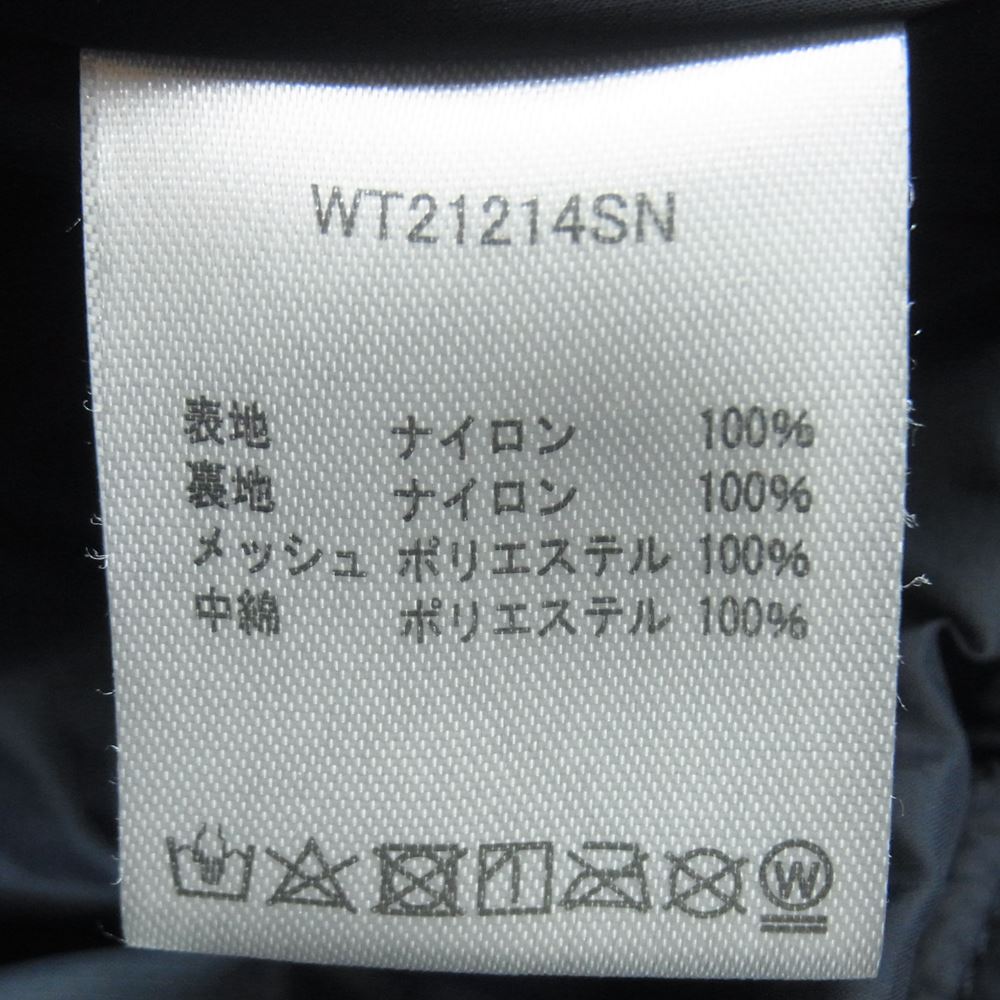 WT21214SN
表地 ナイロン 100%
裏地 ナイロン 100%
メッシュ ポリエステル 100%
中綿 ポリエステル 100%
W